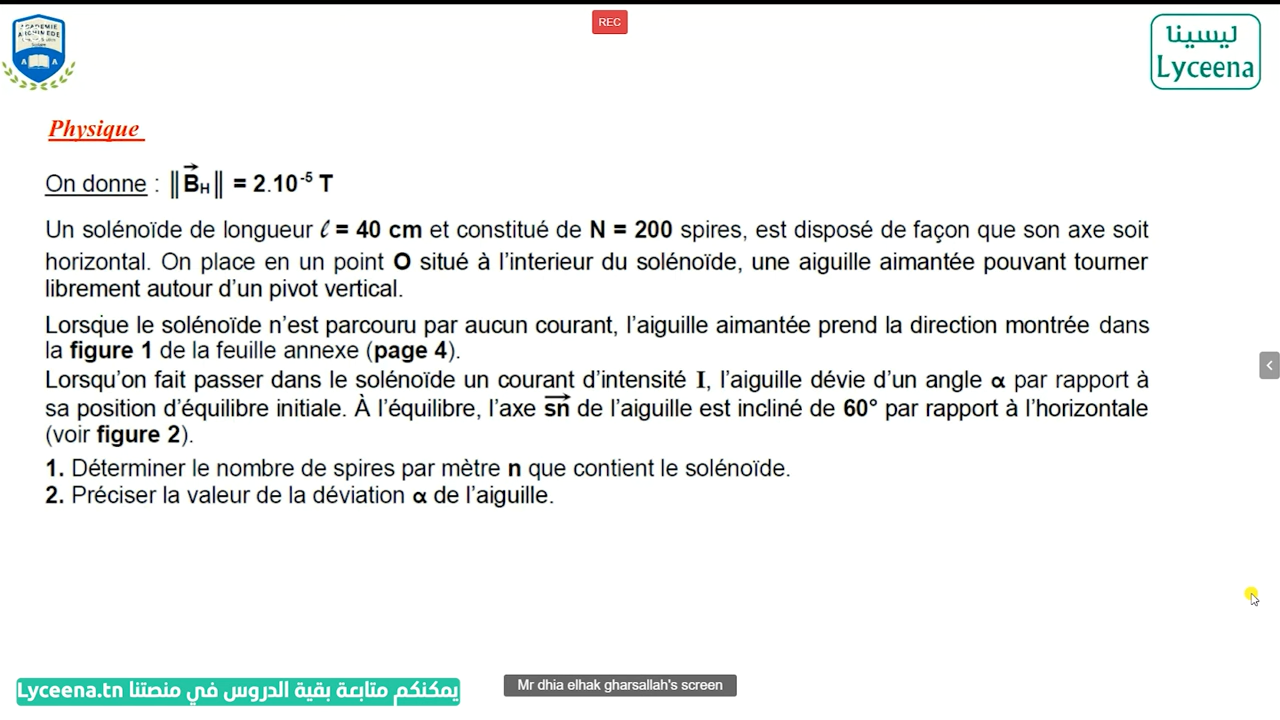 REC
ACADEMIE
ARCHIMEDE
ليسينا
Lyceena
Physique
On donne : ||B⃗H|| = 2.10⁻⁵ T
Un solénoïde de longueur ℓ = 40 cm et constitué de N = 200 spires, est disposé de façon que son axe soit
horizontal. On place en un point O situé à l'interieur du solénoïde, une aiguille aimantée pouvant tourner
librement autour d'un pivot vertical.
Lorsque le solénoïde n'est parcouru par aucun courant, l'aiguille aimantée prend la direction montrée dans
la figure 1 de la feuille annexe (page 4).
Lorsqu'on fait passer dans le solénoïde un courant d'intensité I, l'aiguille dévie d'un angle α par rapport à
sa position d'équilibre initiale. À l'équilibre, l'axe s͞n⃗ de l'aiguille est incliné de 60° par rapport à l'horizontale
(voir figure 2).
1. Déterminer le nombre de spires par mètre n que contient le solénoïde.
2. Préciser la valeur de la déviation α de l'aiguille.
يمكنكم متابعة بقية الدروس في منصتنا Lyceena.tn
Mr dhia elhak gharsallah's screen